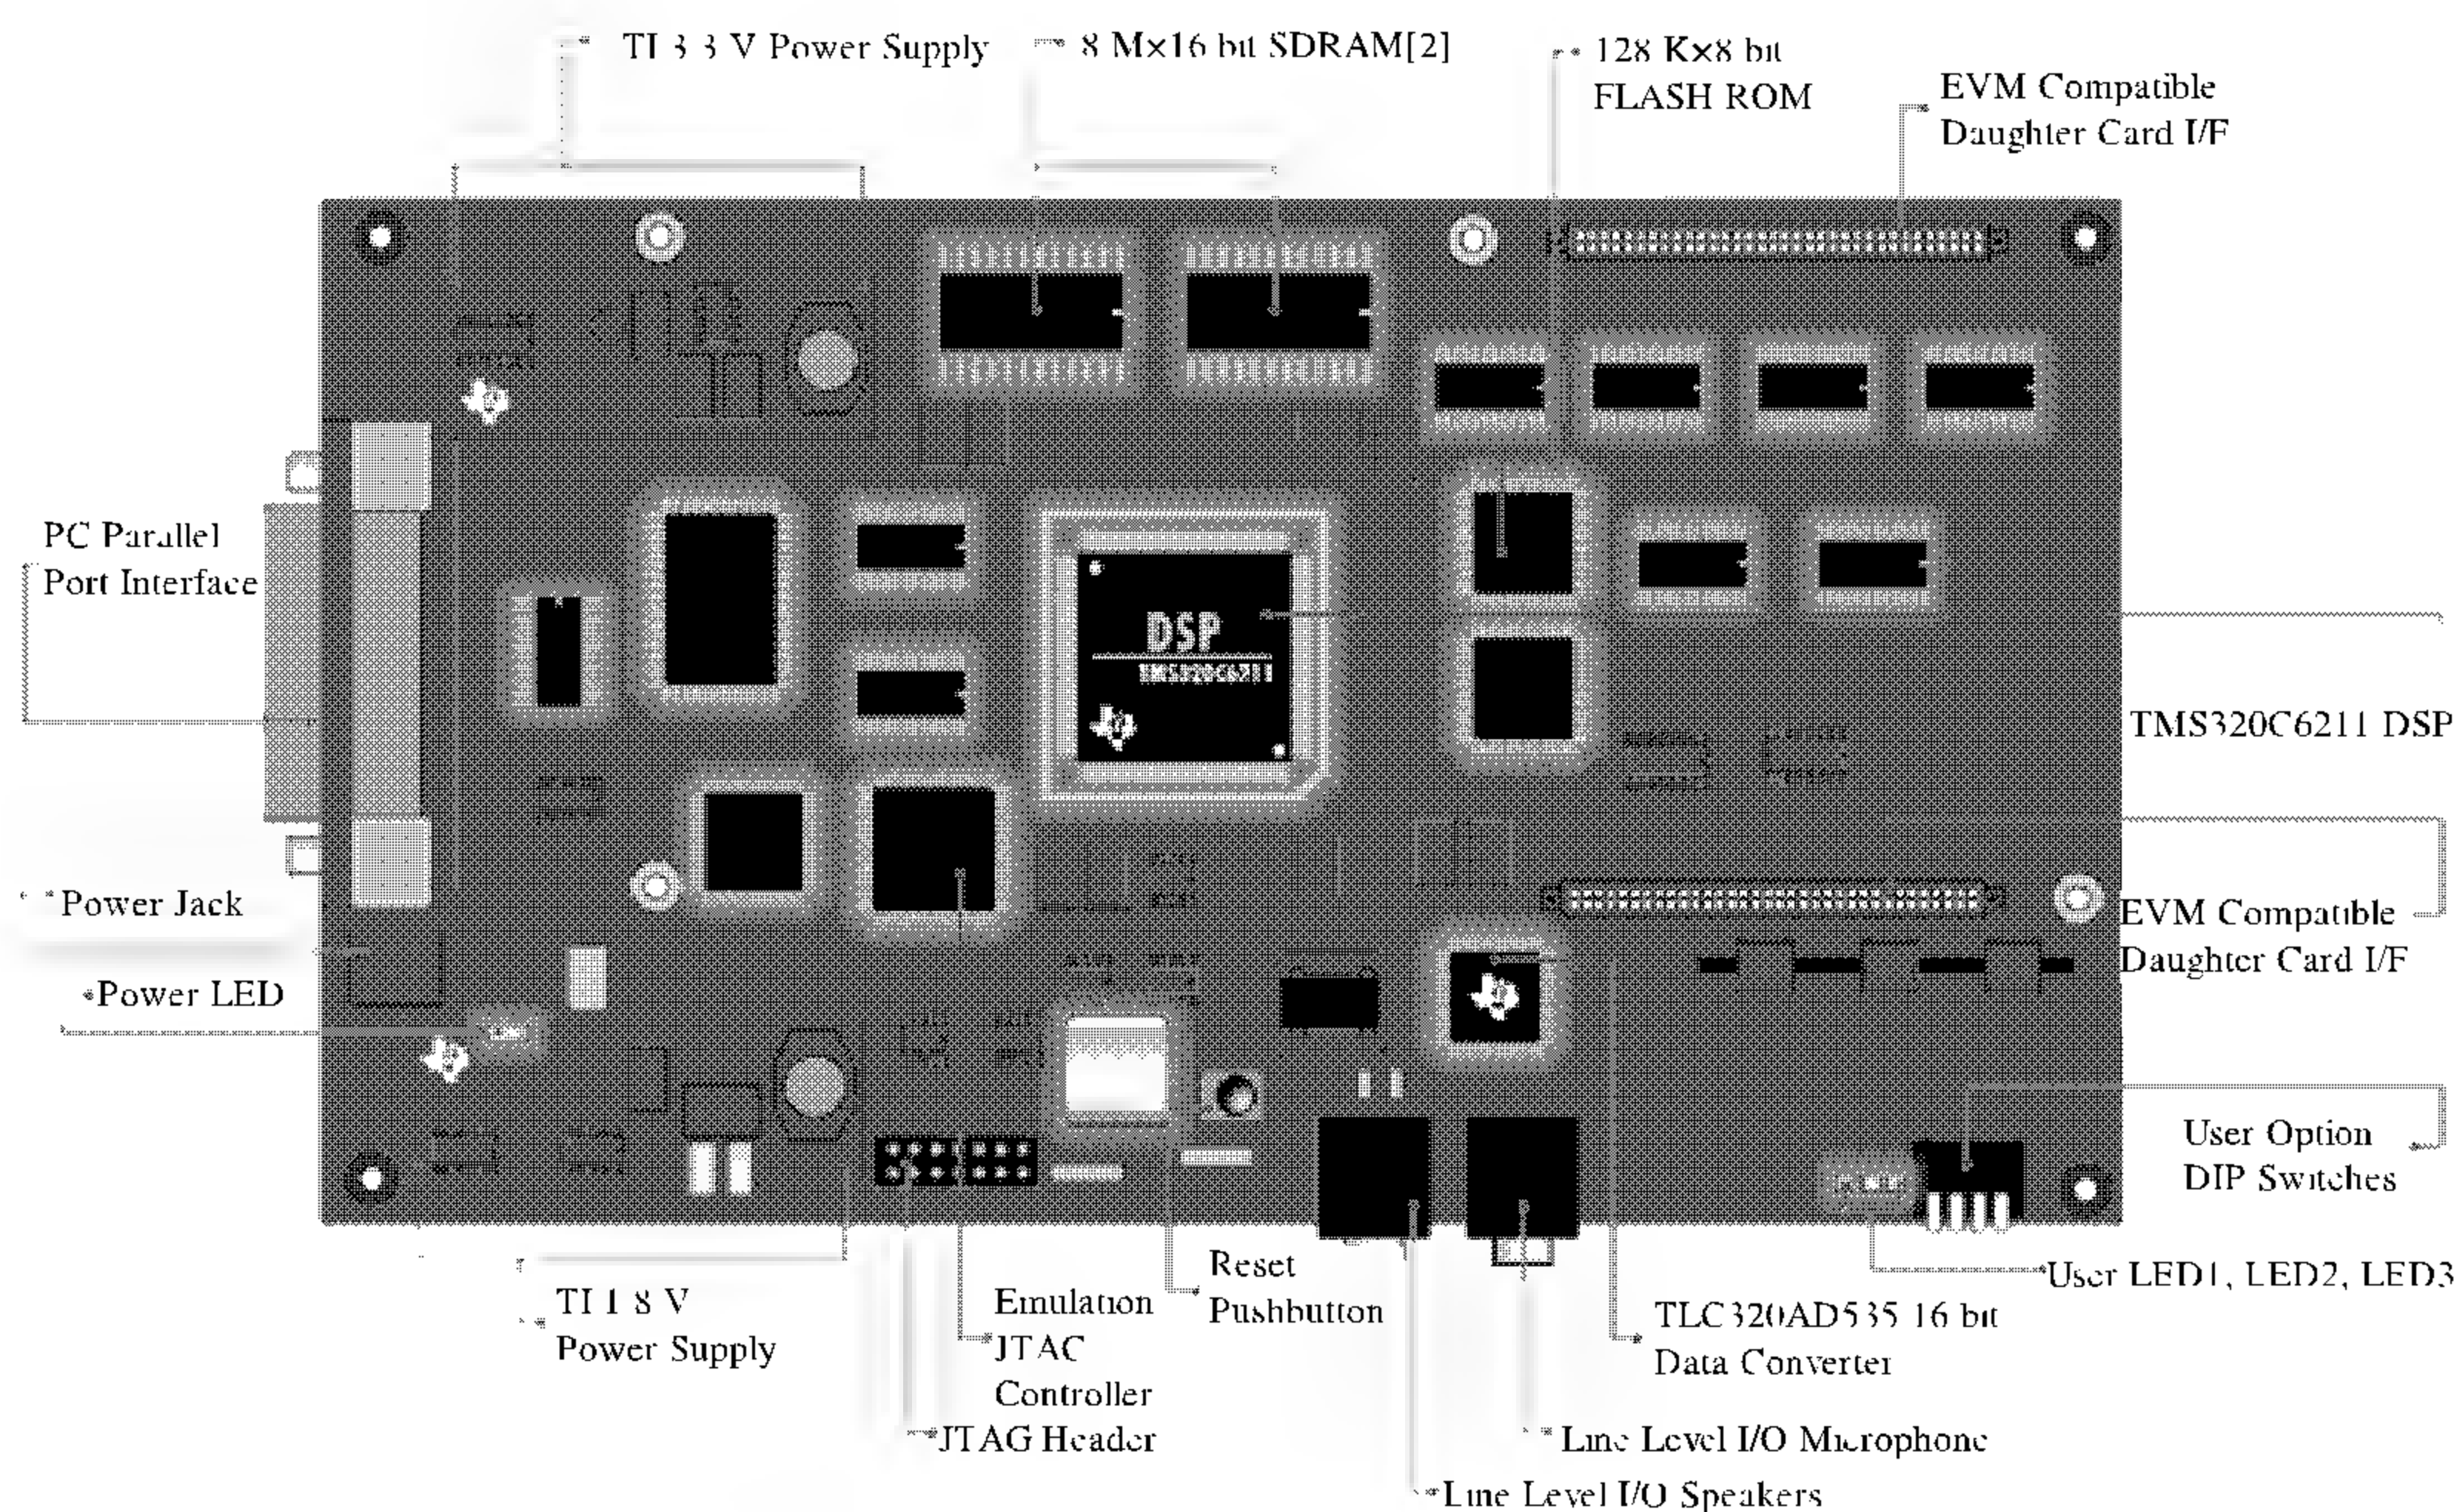 TI 3 3 V Power Supply
8 M×16 bit SDRAM[2]
128 K×8 bit
FLASH ROM
EVM Compatible
Daughter Card I/F
PC Parallel
Port Interface
DSP
TMS320C6211
TMS320C6211 DSP
Power Jack
EVM Compatible
Daughter Card I/F
Power LED
User Option
DIP Switches
TI 1 8 V
Power Supply
Emulation
JTAC
Controller
JTAG Header
Reset
Pushbutton
User LED1, LED2, LED3
TLC320AD535 16 bit
Data Converter
Line Level I/O Microphone
Line Level I/O Speakers